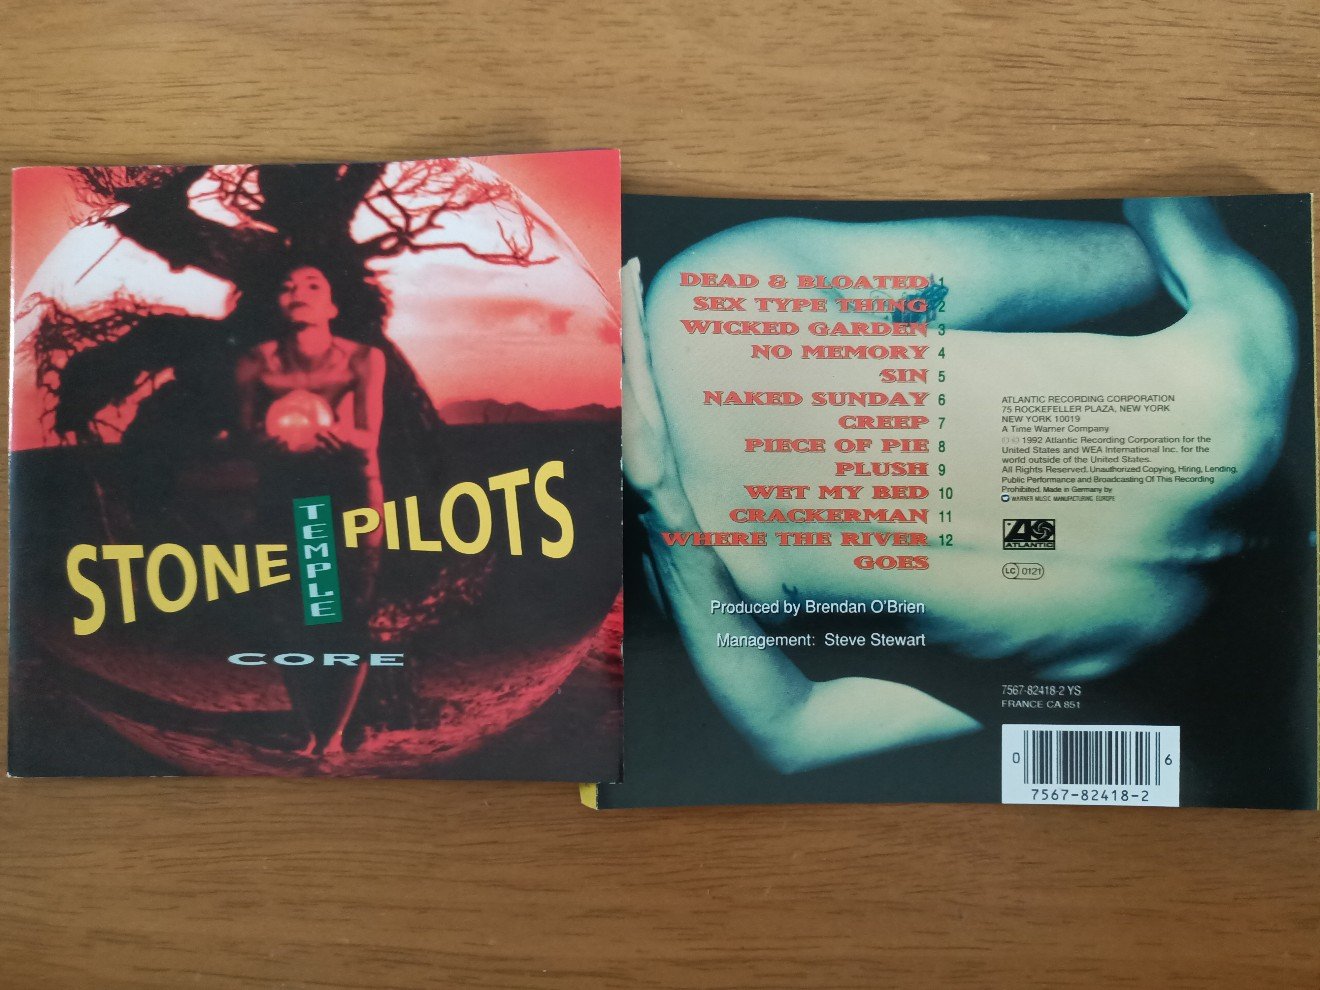 STONE TEMPLE PILOTS
CORE
DEAD & BLOATED 1
SEX TYPE THING 2
WICKED GARDEN 3
NO MEMORY 4
SIN 5
NAKED SUNDAY 6
CREEP 7
PIECE OF PIE 8
PLUSH 9
WET MY BED 10
CRACKERMAN 11
WHERE THE RIVER 12
GOES
Produced by Brendan O'Brien
Management: Steve Stewart
ATLANTIC RECORDING CORPORATION
75 ROCKEFELLER PLAZA, NEW YORK
NEW YORK 10019
A Time Warner Company
℗ © 1992 Atlantic Recording Corporation for the
United States and WEA International Inc. for the
world outside of the United States.
All Rights Reserved. Unauthorized Copying, Hiring, Lending,
Public Performance and Broadcasting Of This Recording
Prohibited. Made in Germany by
WARNER MUSIC MANUFACTURING EUROPE
ATLANTIC
LC 0121
7567-82418-2 YS
FRANCE CA 851
0 6
7567-82418-2